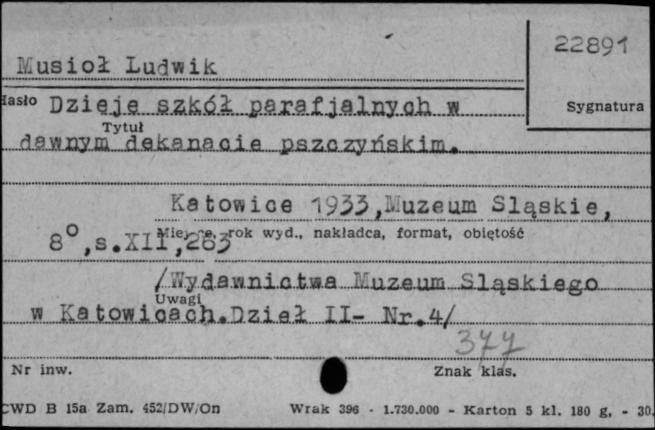 22891
Musioł Ludwik
Hasło Dzieje szkół parafjalnych w
Sygnatura
Tytuł
dawnym dekanacie pszczyńskim.
Katowice 1933,Muzeum Śląskie,
Miejsce, rok wyd., nakładca, format, obiętość
8°,s.XII,283
/Wydawnictwa Muzeum Śląskiego
Uwagi
w Katowicach.Dział II- Nr.4/
377
Nr inw.
Znak klas.
CWD B 15a Zam. 452/DW/On Wrak 396 - 1.730.000 - Karton 5 kl. 180 g, - 30.